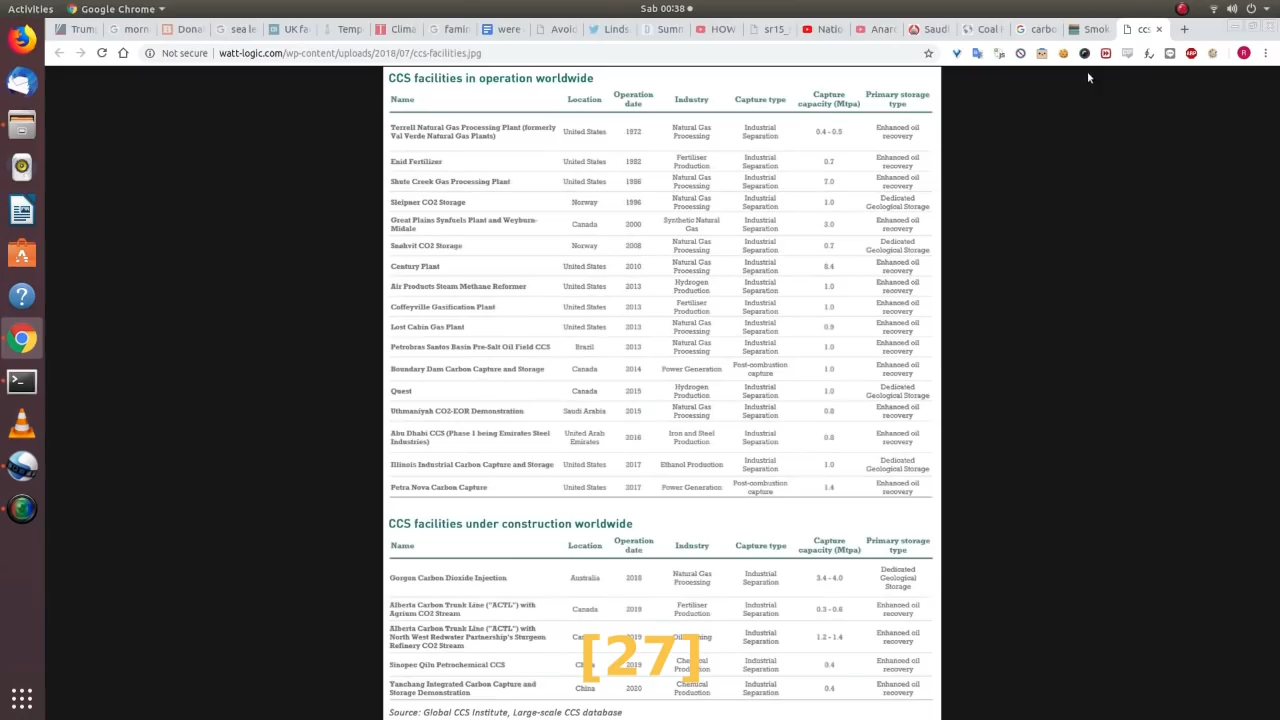 Activities Google Chrome Sab 00:38
Trump G morn Dona UK Temp Clima G famin were Avoid Linds Summ HOW sr15_ Natio Anar Saudi Coal G carbo Smok ccs
Not secure watt-logic.com/wp-content/uploads/2018/07/ccs-facilities.jpg
CCS facilities in operation worldwide
Name Location Operation date Industry Capture type Capture capacity (Mtpa) Primary storage type
Terrell Natural Gas Processing Plant (formerly Val Verde Natural Gas Plants) United States 1972 Natural Gas Processing Industrial Separation 0.4 - 0.5 Enhanced oil recovery
Enid Fertilizer United States 1982 Fertiliser Production Industrial Separation 0.7 Enhanced oil recovery
Shute Creek Gas Processing Plant United States 1986 Natural Gas Processing Industrial Separation 7.0 Enhanced oil recovery
Sleipner CO2 Storage Norway 1996 Natural Gas Processing Industrial Separation 1.0 Dedicated Geological Storage
Great Plains Synfuels Plant and Weyburn-Midale Canada 2000 Synthetic Natural Gas Industrial Separation 3.0 Enhanced oil recovery
Snøhvit CO2 Storage Norway 2008 Natural Gas Processing Industrial Separation 0.7 Dedicated Geological Storage
Century Plant United States 2010 Natural Gas Processing Industrial Separation 8.4 Enhanced oil recovery
Air Products Steam Methane Reformer United States 2013 Hydrogen Production Industrial Separation 1.0 Enhanced oil recovery
Coffeyville Gasification Plant United States 2013 Fertiliser Production Industrial Separation 1.0 Enhanced oil recovery
Lost Cabin Gas Plant United States 2013 Natural Gas Processing Industrial Separation 0.9 Enhanced oil recovery
Petrobras Santos Basin Pre-Salt Oil Field CCS Brazil 2013 Natural Gas Processing Industrial Separation 1.0 Enhanced oil recovery
Boundary Dam Carbon Capture and Storage Canada 2014 Power Generation Post-combustion capture 1.0 Enhanced oil recovery
Quest Canada 2015 Hydrogen Production Industrial Separation 1.0 Dedicated Geological Storage
Uthmaniyah CO2-EOR Demonstration Saudi Arabia 2015 Natural Gas Processing Industrial Separation 0.8 Enhanced oil recovery
Abu Dhabi CCS (Phase 1 being Emirates Steel Industries) United Arab Emirates 2016 Iron and Steel Production Industrial Separation 0.8 Enhanced oil recovery
Illinois Industrial Carbon Capture and Storage United States 2017 Ethanol Production Industrial Separation 1.0 Dedicated Geological Storage
Petra Nova Carbon Capture United States 2017 Power Generation Post-combustion capture 1.4 Enhanced oil recovery
CCS facilities under construction worldwide
Name Location Operation date Industry Capture type Capture capacity (Mtpa) Primary storage type
Gorgon Carbon Dioxide Injection Australia 2018 Natural Gas Processing Industrial Separation 3.4 - 4.0 Dedicated Geological Storage
Alberta Carbon Trunk Line ("ACTL") with Agrium CO2 Stream Canada 2019 Fertiliser Production Industrial Separation 0.3 - 0.6 Enhanced oil recovery
Alberta Carbon Trunk Line ("ACTL") with North West Redwater Partnership's Sturgeon Refinery CO2 Stream 2019 Industrial Separation 1.2 - 1.4 Enhanced oil recovery
Sinopec Qilu Petrochemical CCS 2019 Industrial Separation 0.4 Enhanced oil recovery
Yanchang Integrated Carbon Capture and Storage Demonstration China 2020 Chemical Production Industrial Separation 0.4 Enhanced oil recovery
[27]
Source: Global CCS Institute, Large-scale CCS database